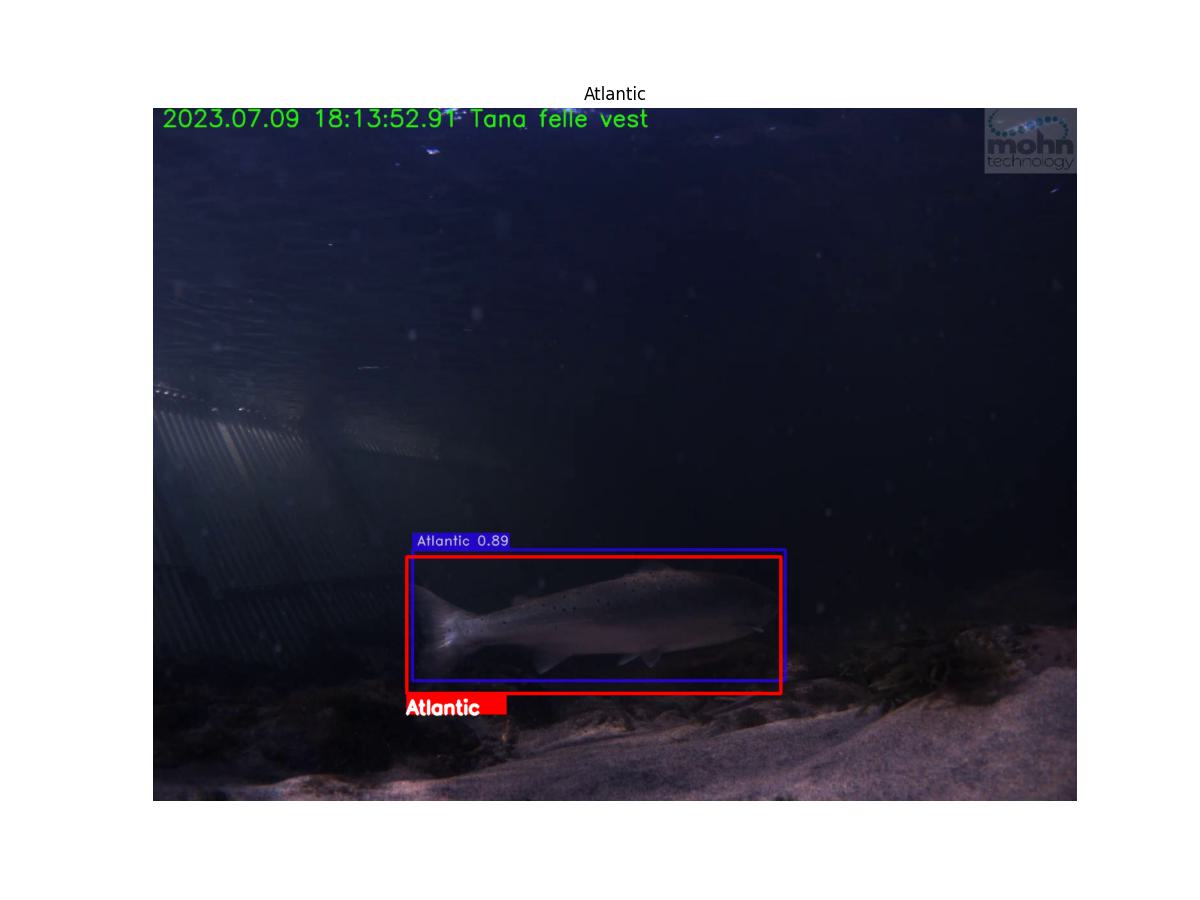 Atlantic
2023.07.09 18:13:52.91 Tana felle vest
mohn
technology
Atlantic 0.89
Atlantic